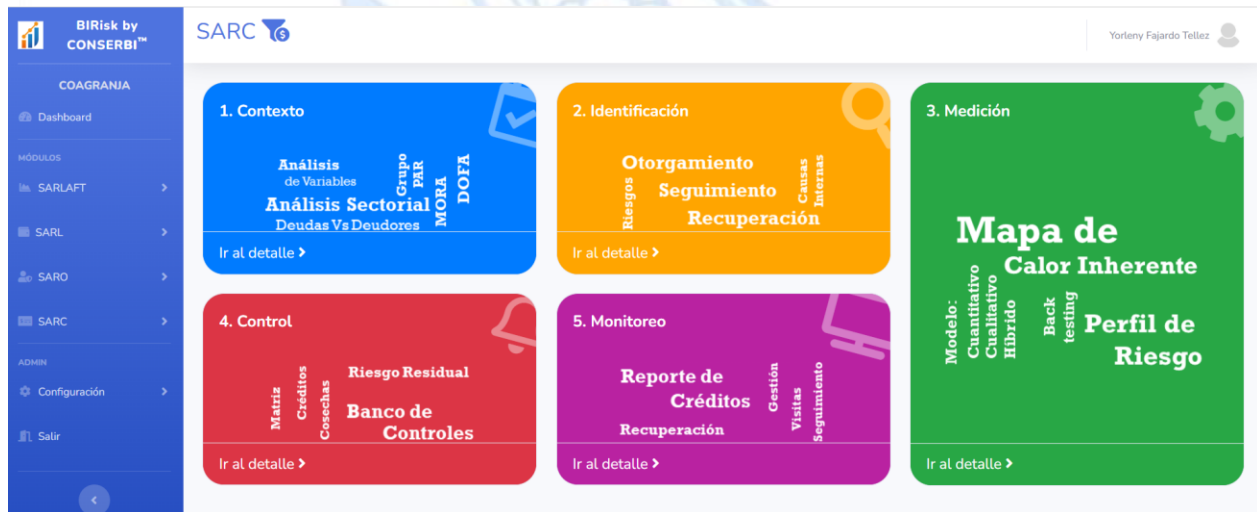 BIRisk by
CONSERBI™
COAGRANJA
Dashboard
MÓDULOS
SARLAFT
SARL
SARO
SARC
ADMIN
Configuración
Salir
SARC
Yorleny Fajardo Tellez
1. Contexto
Análisis
de Variables
Grupo
PAR
MORA
DOFA
Análisis Sectorial
Deudas Vs Deudores
Ir al detalle
2. Identificación
Otorgamiento
Riesgos
Seguimiento
Causas
Internas
Recuperación
Ir al detalle
3. Medición
Mapa de
Calor Inherente
Modelo:
Cuantitativo
Cualitativo
Híbrido
Back
testing
Perfil de
Riesgo
Ir al detalle
4. Control
Matriz
Créditos
Cosechas
Riesgo Residual
Banco de
Controles
Ir al detalle
5. Monitoreo
Reporte de
Créditos
Gestión
Visitas
Seguimiento
Recuperación
Ir al detalle